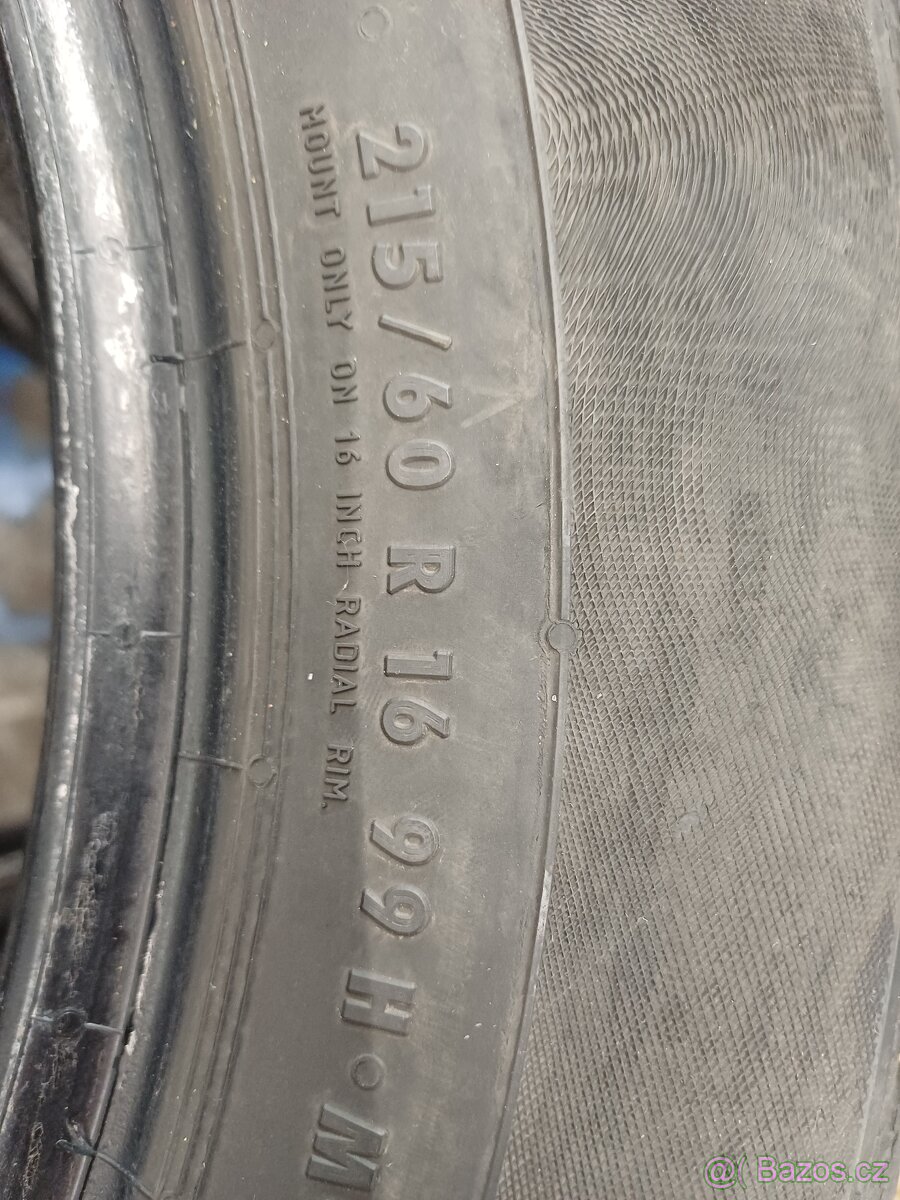 215/60 R 16 99 H • M
MOUNT ONLY ON 16 INCH RADIAL RIM.
@ Bazos.cz